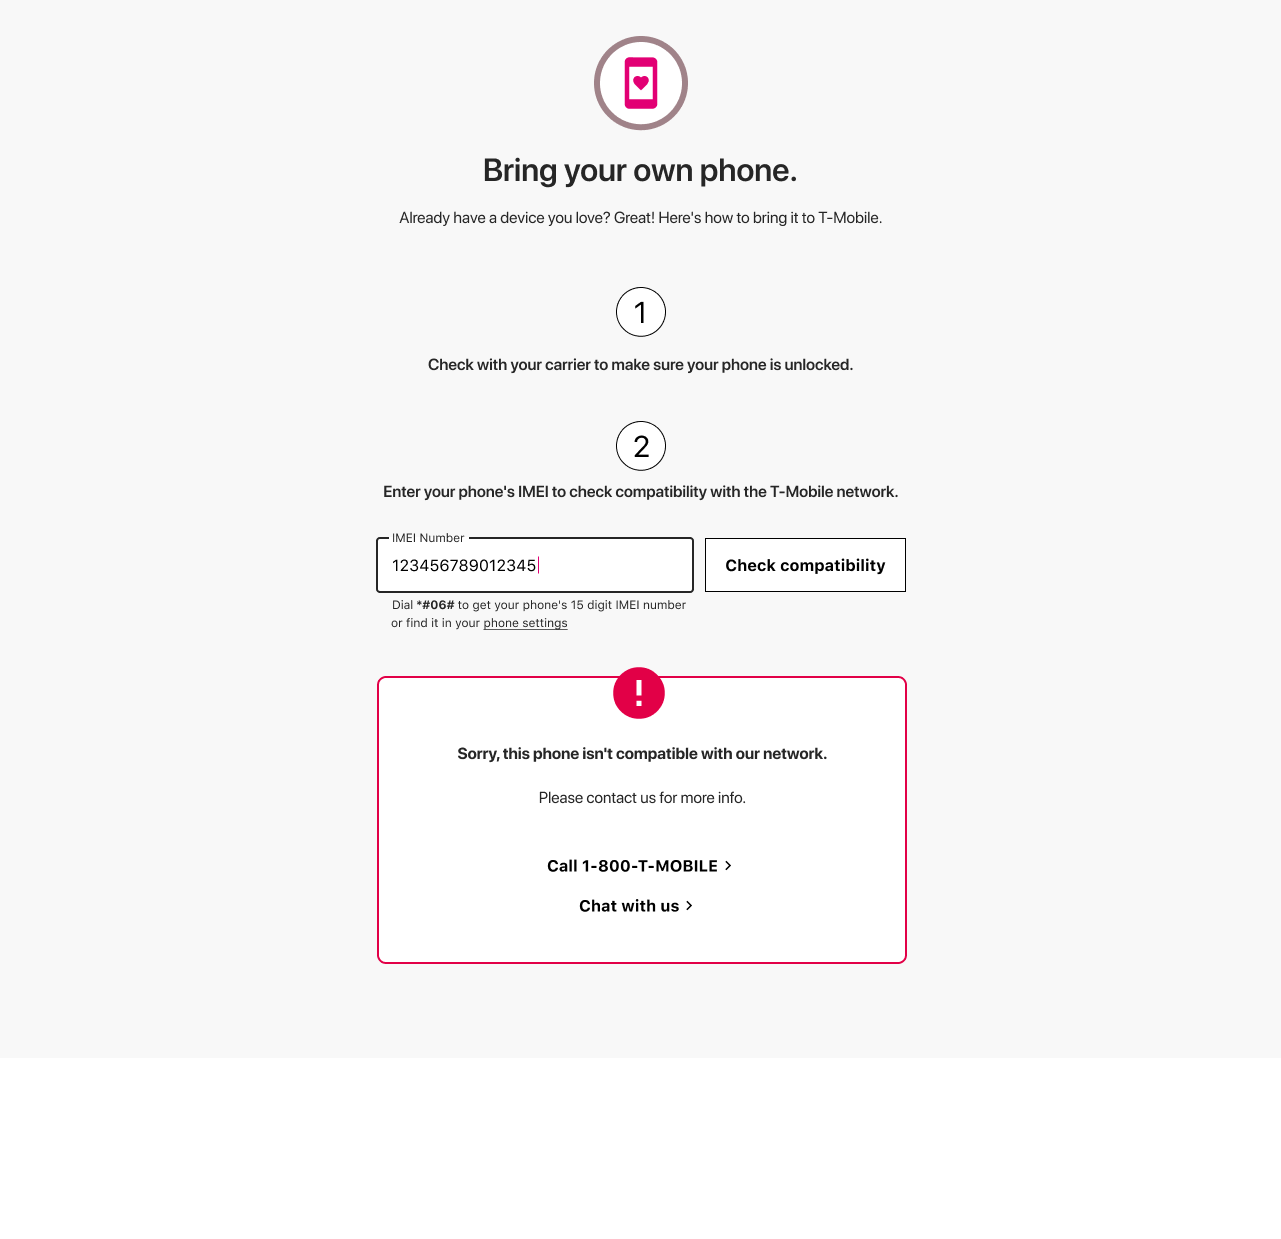 Bring your own phone.
Already have a device you love? Great! Here's how to bring it to T-Mobile.
1
Check with your carrier to make sure your phone is unlocked.
2
Enter your phone's IMEI to check compatibility with the T-Mobile network.
IMEI Number
123456789012345
Check compatibility
Dial *#06# to get your phone's 15 digit IMEI number
or find it in your phone settings
!
Sorry, this phone isn't compatible with our network.
Please contact us for more info.
Call 1-800-T-MOBILE >
Chat with us >